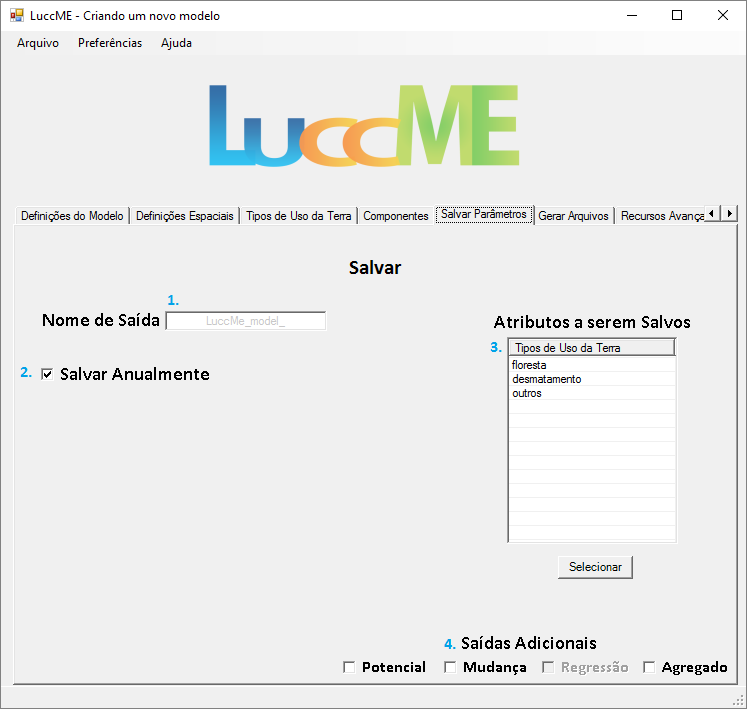 LuccME - Criando um novo modelo
Arquivo Preferências Ajuda
LuccME
Definições do Modelo Definições Espaciais Tipos de Uso da Terra Componentes Salvar Parâmetros Gerar Arquivos Recursos Avança
Salvar
1.
Nome de Saída LuccMe_model_
Atributos a serem Salvos
3. Tipos de Uso da Terra
floresta
2. Salvar Anualmente
desmatamento
outros
Selecionar
4. Saídas Adicionais
Potencial Mudança Regressão Agregado